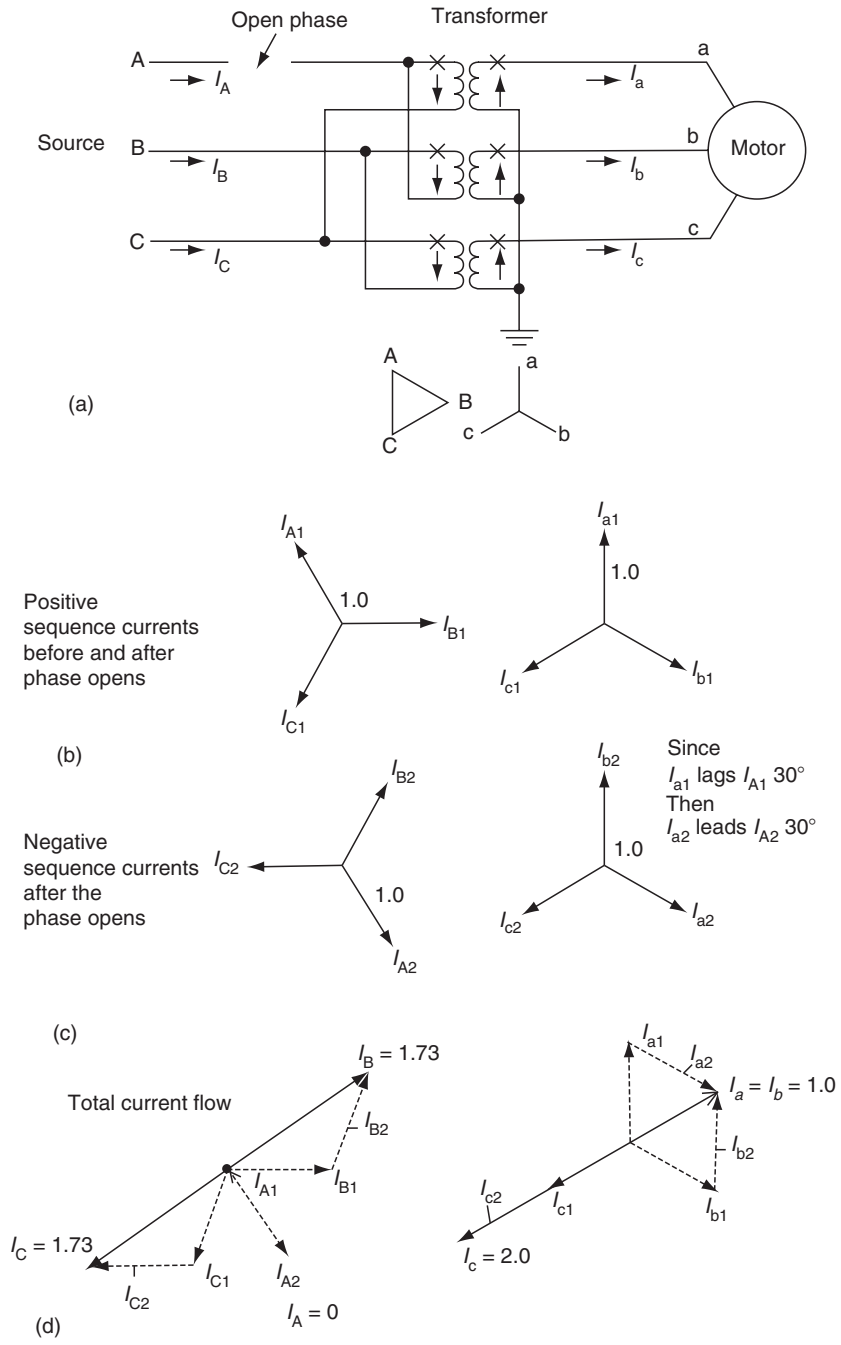 Open phase
Transformer
A
I_A
a
I_a
Source
B
I_B
b
I_b
Motor
C
I_C
c
I_c
(a)
A
B
C
a
c
b
Positive
sequence currents
before and after
phase opens
I_A1
1.0
I_B1
I_C1
I_a1
1.0
I_c1
I_b1
(b)
Negative
sequence currents
after the
phase opens
I_B2
I_C2
1.0
I_A2
I_b2
1.0
I_c2
I_a2
Since
I_a1 lags I_A1 30°
Then
I_a2 leads I_A2 30°
(c)
Total current flow
I_B = 1.73
I_B2
I_A1
I_B1
I_C = 1.73
I_C1
I_A2
I_C2
I_A = 0
I_a1
I_a2
I_a = I_b = 1.0
I_b2
I_b1
I_c2
I_c1
I_c = 2.0
(d)